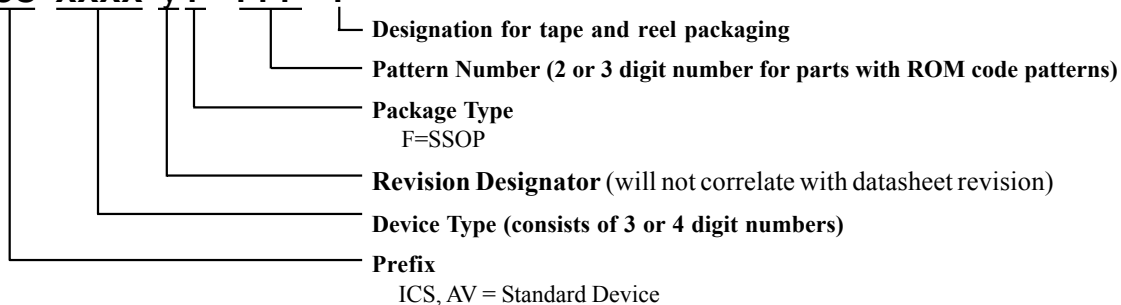 Designation for tape and reel packaging
Pattern Number (2 or 3 digit number for parts with ROM code patterns)
Package Type
F=SSOP
Revision Designator (will not correlate with datasheet revision)
Device Type (consists of 3 or 4 digit numbers)
Prefix
ICS, AV = Standard Device